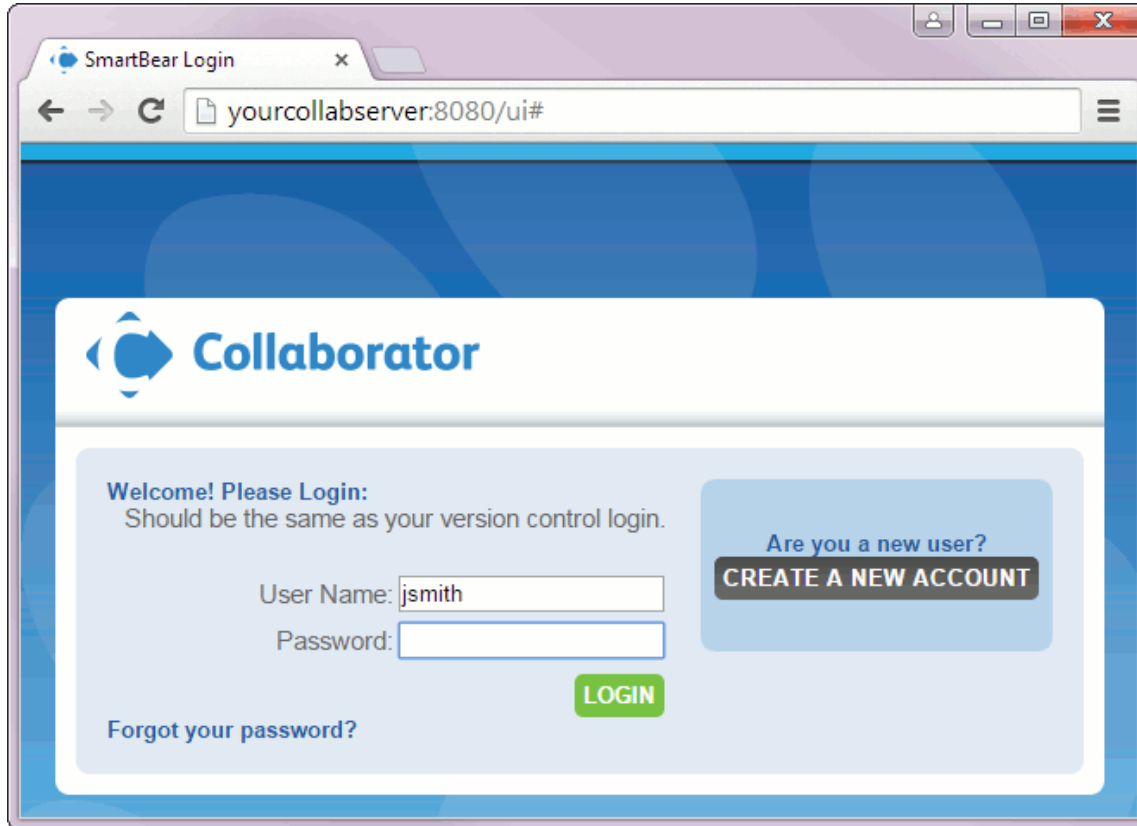 SmartBear Login
yourcollabserver:8080/ui#
Collaborator
Welcome! Please Login:
Should be the same as your version control login.
User Name: jsmith
Password:
LOGIN
Forgot your password?
Are you a new user?
CREATE A NEW ACCOUNT